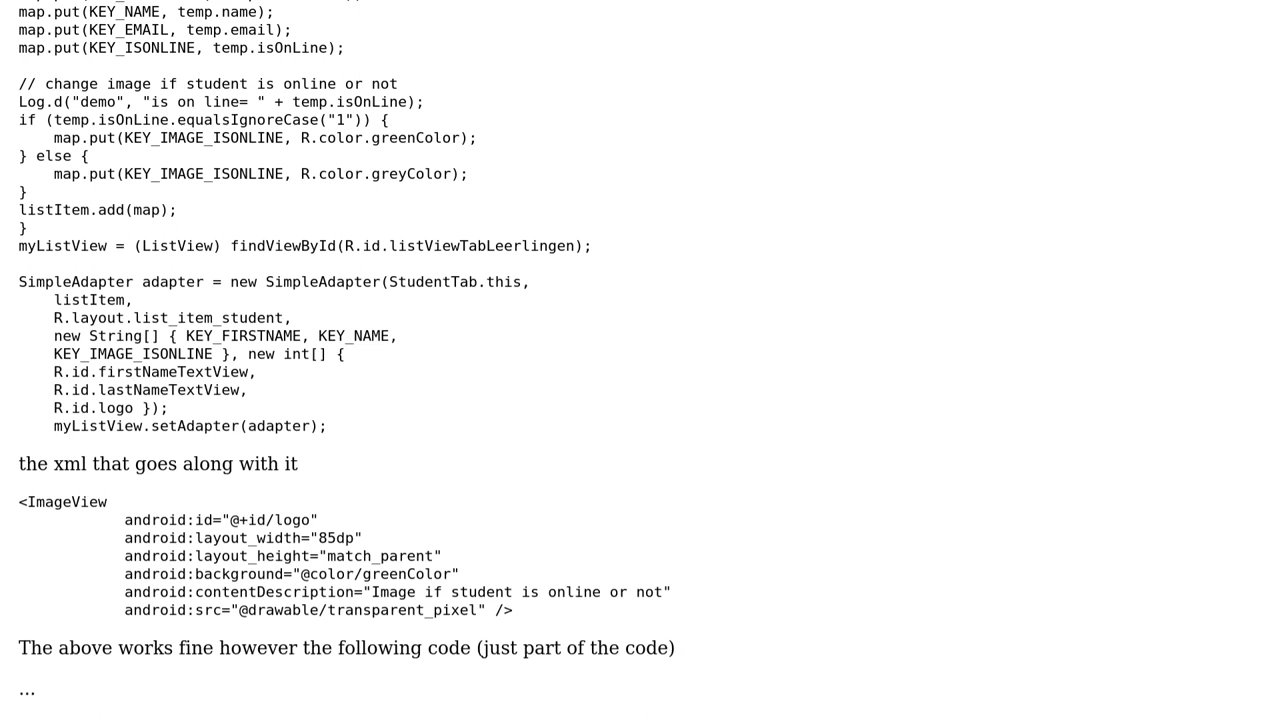 map.put(KEY_NAME, temp.name);
map.put(KEY_EMAIL, temp.email);
map.put(KEY_ISONLINE, temp.isOnLine);

// change image if student is online or not
Log.d("demo", "is on line= " + temp.isOnLine);
if (temp.isOnLine.equalsIgnoreCase("1")) {
    map.put(KEY_IMAGE_ISONLINE, R.color.greenColor);
} else {
    map.put(KEY_IMAGE_ISONLINE, R.color.greyColor);
}
listItem.add(map);
}
myListView = (ListView) findViewById(R.id.listViewTabLeerlingen);

SimpleAdapter adapter = new SimpleAdapter(StudentTab.this,
    listItem,
    R.layout.list_item_student,
    new String[] { KEY_FIRSTNAME, KEY_NAME,
    KEY_IMAGE_ISONLINE }, new int[] {
    R.id.firstNameTextView,
    R.id.lastNameTextView,
    R.id.logo });
    myListView.setAdapter(adapter);

the xml that goes along with it

<ImageView
            android:id="@+id/logo"
            android:layout_width="85dp"
            android:layout_height="match_parent"
            android:background="@color/greenColor"
            android:contentDescription="Image if student is online or not"
            android:src="@drawable/transparent_pixel" />

The above works fine however the following code (just part of the code)

...